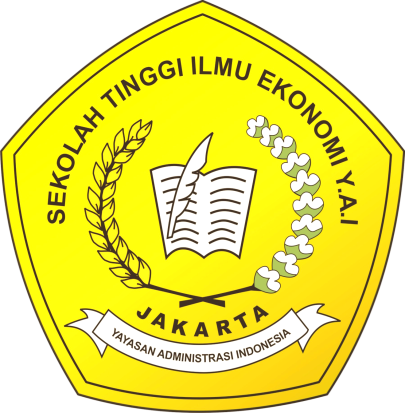 SEKOLAH TINGGI ILMU EKONOMI Y.A.I
JAKARTA
YAYASAN ADMINISTRASI INDONESIA